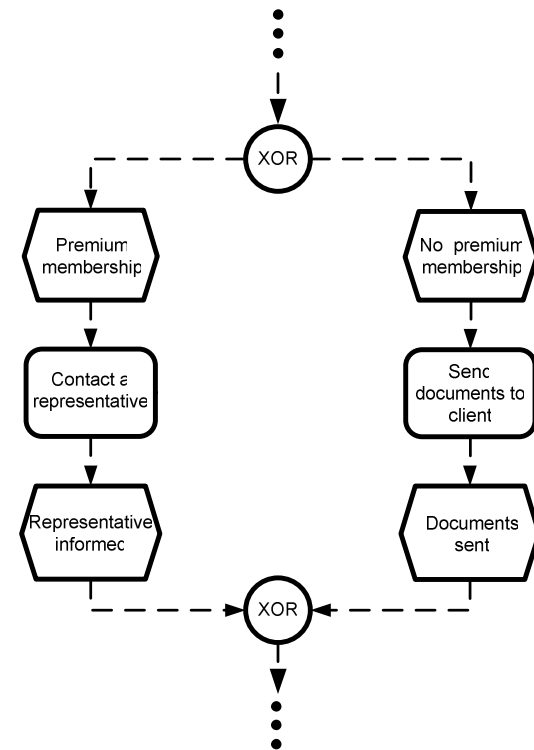 XOR
Premium
membership
No premium
membership
Contact a
representative
Send
documents to
client
Representative
informed
Documents
sent
XOR